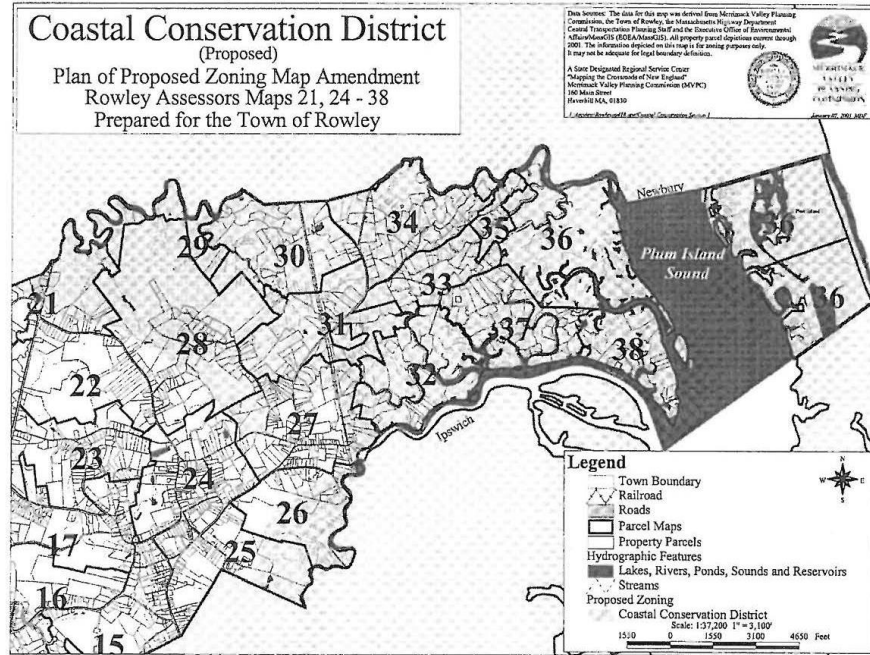 Coastal Conservation District
(Proposed)
Plan of Proposed Zoning Map Amendment
Rowley Assessors Maps 21, 24 - 38
Prepared for the Town of Rowley
Data Sources: The data for this map was derived from Merrimack Valley Planning
Commission, the Town of Rowley, the Massachusetts Highway Department
Central Transportation Planning Staff and the Executive Office of Environmental
Affairs/MassGIS (EOEA/MassGIS). All property parcel depictions current through
2001. The information depicted on this map is for zoning purposes only.
It may not be adequate for legal boundary definition.
A State Designated Regional Service Center
"Mapping the Crossroads of New England"
Merrimack Valley Planning Commission (MVPC)
160 Main Street
Haverhill MA, 01830
MERRIMACK
VALLEY
PLANNING
COMMISSION
Newbury
Plum Island
Sound
36
36
34
35
36
29
30
33
21
31
37
28
38
32
22
27
Ipswich
23
24
26
17
25
16
15
Legend
N
W
E
S
Town Boundary
Railroad
Roads
Parcel Maps
Property Parcels
Hydrographic Features
Lakes, Rivers, Ponds, Sounds and Reservoirs
Streams
Proposed Zoning
Coastal Conservation District
Scale: 1:37,200 1" = 3,100'
1550 0 1550 3100 4650 Feet